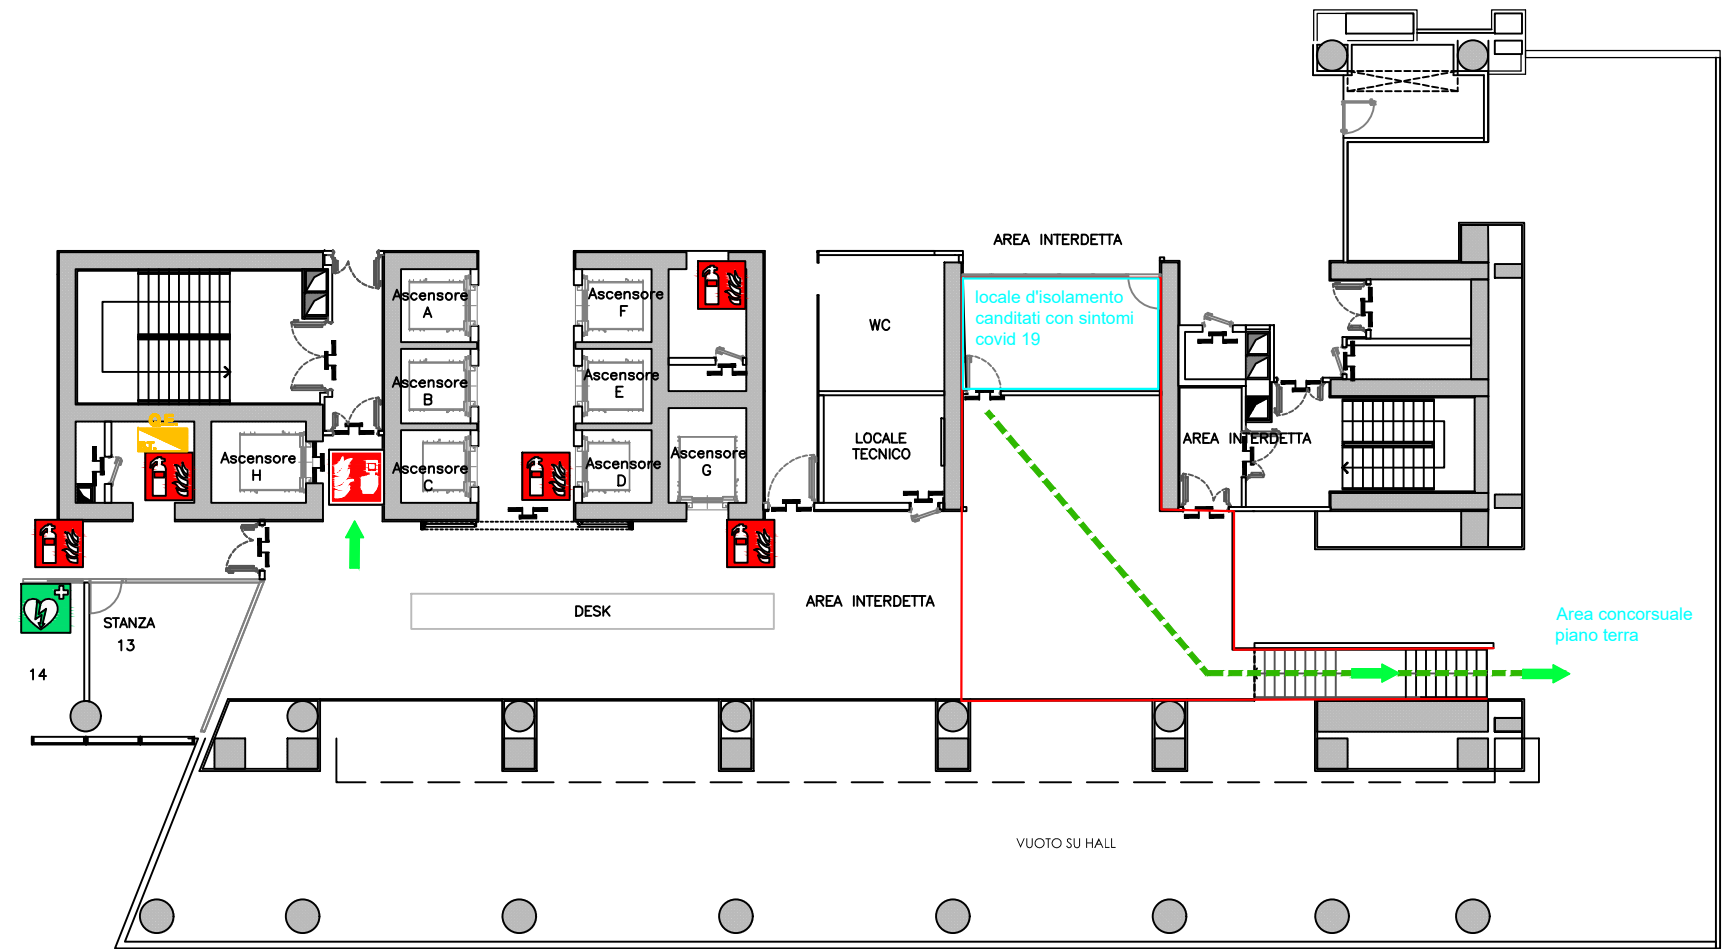 AREA INTERDETTA
Ascensore
A
Ascensore
F
locale d'isolamento
canditati con sintomi
covid 19
WC
Ascensore
B
Ascensore
E
LOCALE
TECNICO
AREA INTERDETTA
Ascensore
H
Ascensore
C
Ascensore
D
Ascensore
G
AREA INTERDETTA
DESK
STANZA
13
14
Area concorsuale
piano terra
VUOTO SU HALL